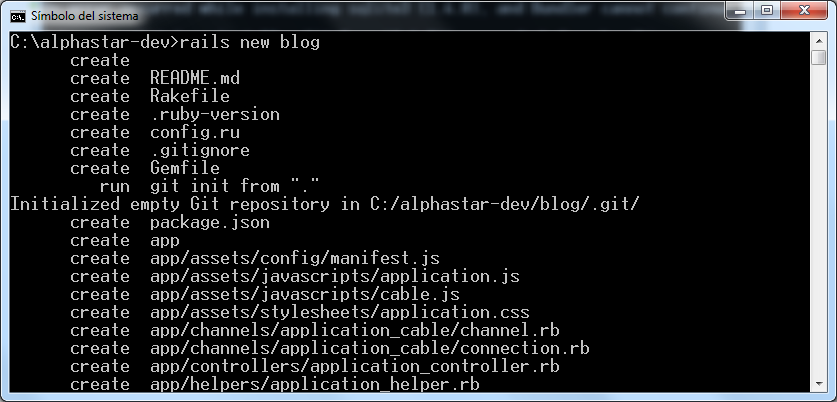 Símbolo del sistema
C:\alphastar-dev>rails new blog
      create
      create  README.md
      create  Rakefile
      create  .ruby-version
      create  config.ru
      create  .gitignore
      create  Gemfile
         run  git init from "."
Initialized empty Git repository in C:/alphastar-dev/blog/.git/
      create  package.json
      create  app
      create  app/assets/config/manifest.js
      create  app/assets/javascripts/application.js
      create  app/assets/javascripts/cable.js
      create  app/assets/stylesheets/application.css
      create  app/channels/application_cable/channel.rb
      create  app/channels/application_cable/connection.rb
      create  app/controllers/application_controller.rb
      create  app/helpers/application_helper.rb